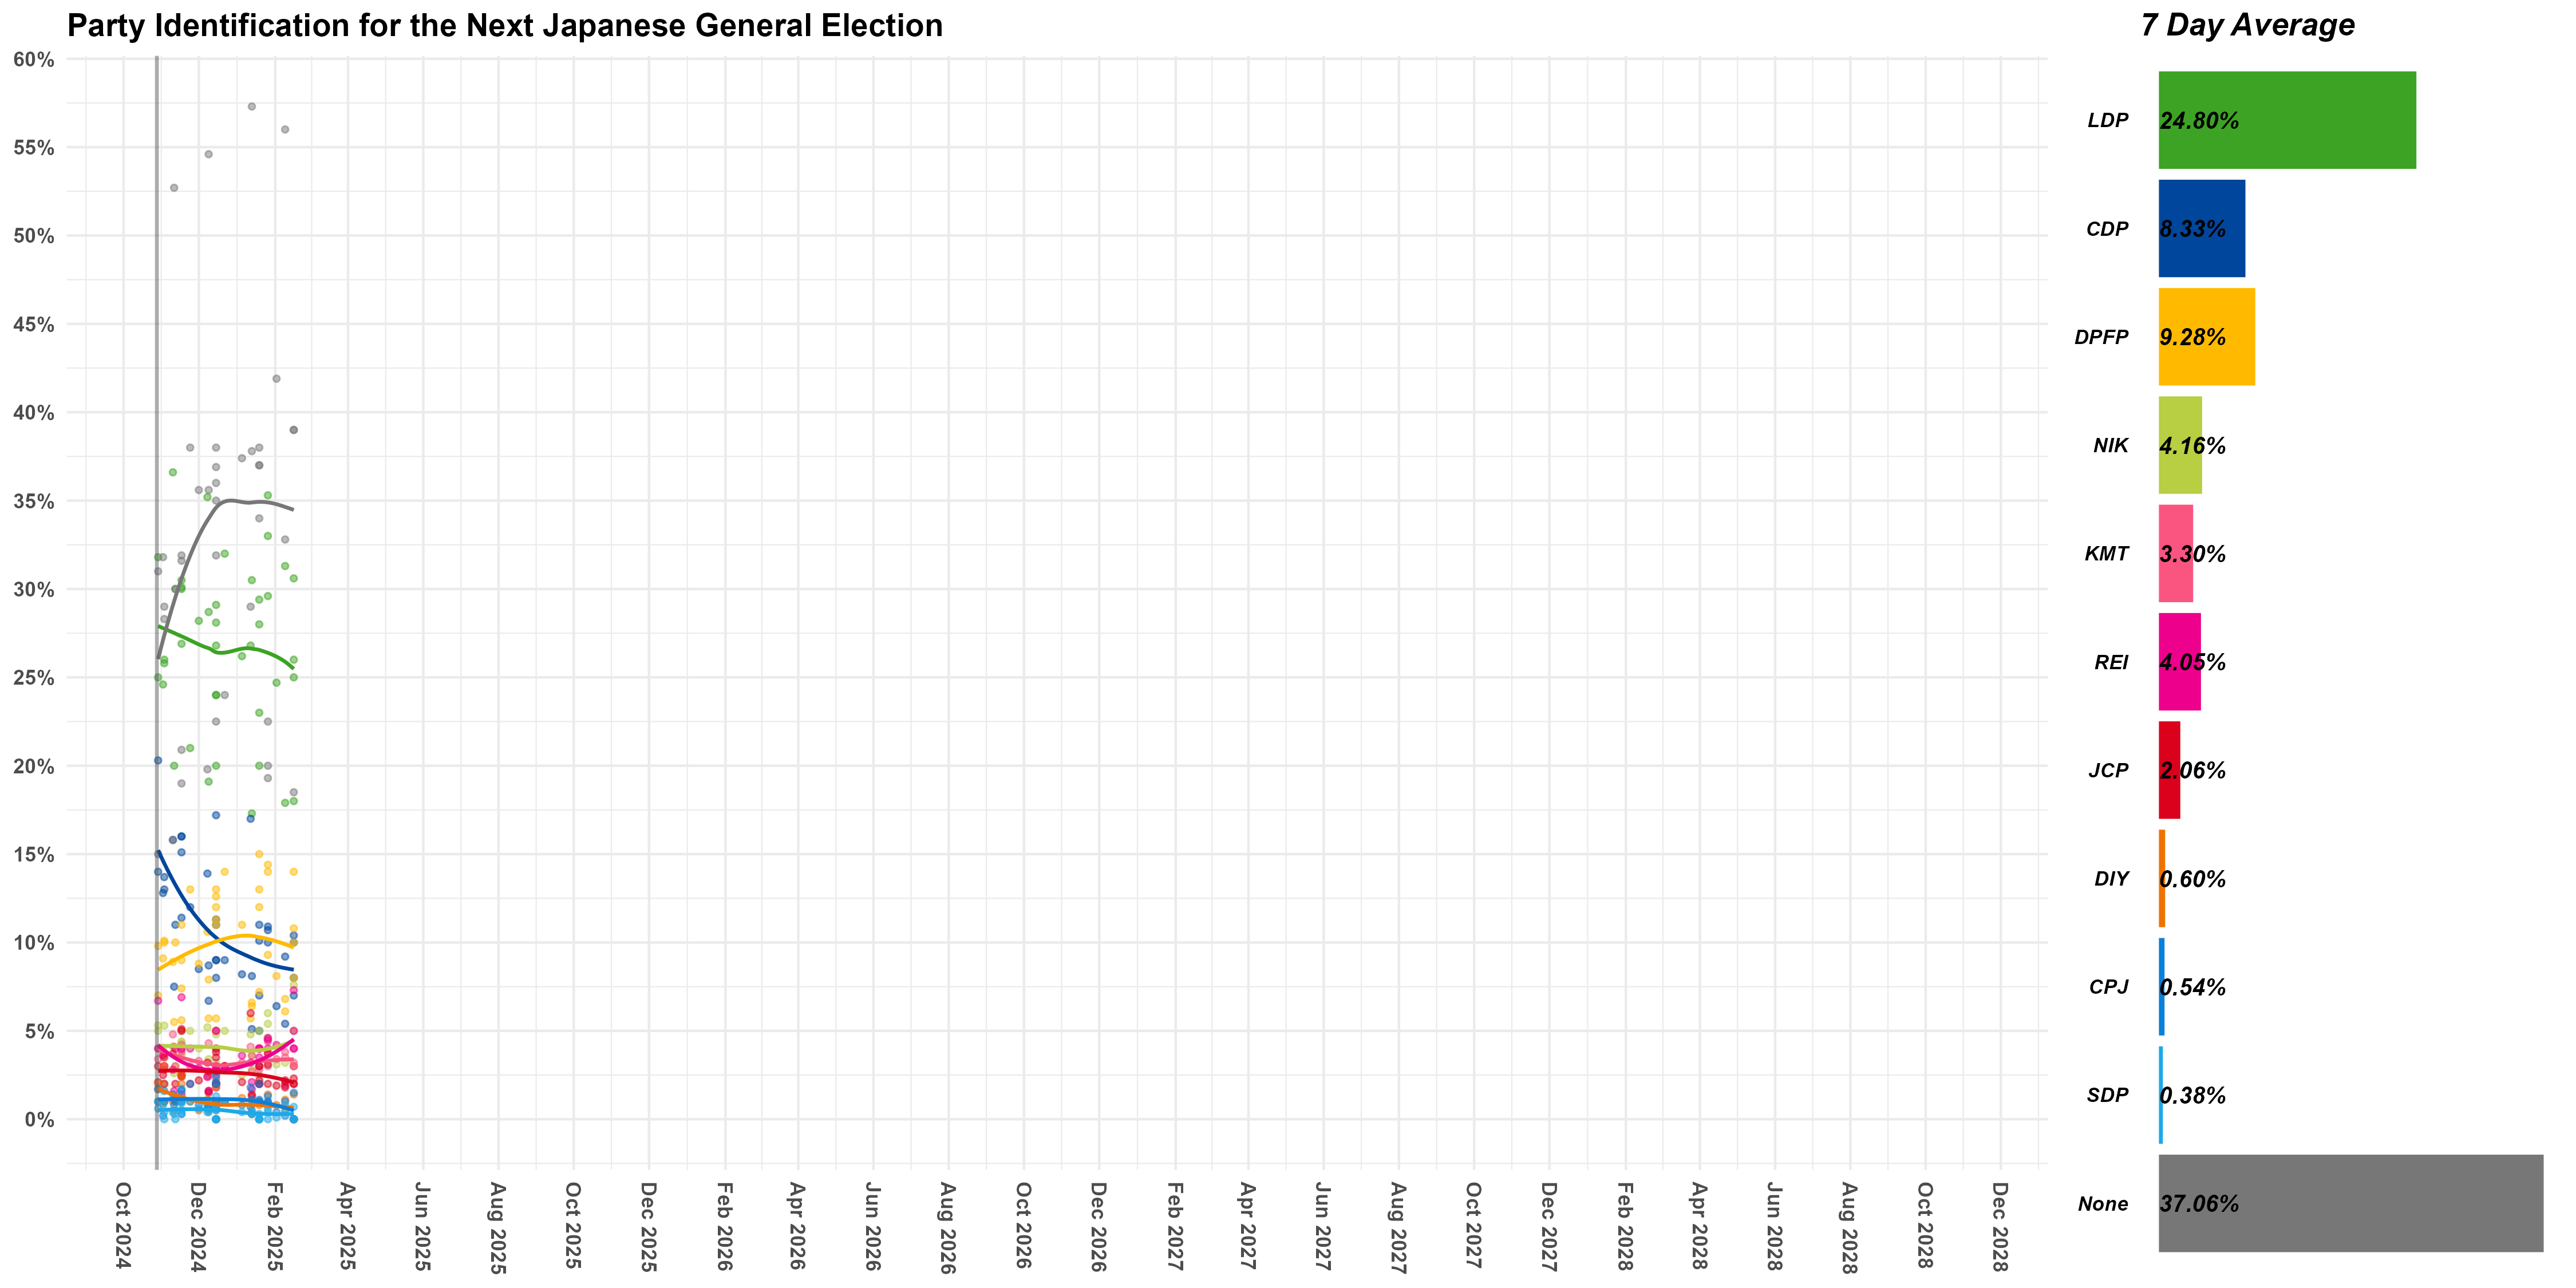 Party Identification for the Next Japanese General Election
7 Day Average
60%
55%
50%
45%
40%
35%
30%
25%
20%
15%
10%
5%
0%
Oct 2024
Dec 2024
Feb 2025
Apr 2025
Jun 2025
Aug 2025
Oct 2025
Dec 2025
Feb 2026
Apr 2026
Jun 2026
Aug 2026
Oct 2026
Dec 2026
Feb 2027
Apr 2027
Jun 2027
Aug 2027
Oct 2027
Dec 2027
Feb 2028
Apr 2028
Jun 2028
Aug 2028
Oct 2028
Dec 2028
LDP 24.80%
CDP 8.33%
DPFP 9.28%
NIK 4.16%
KMT 3.30%
REI 4.05%
JCP 2.06%
DIY 0.60%
CPJ 0.54%
SDP 0.38%
None 37.06%